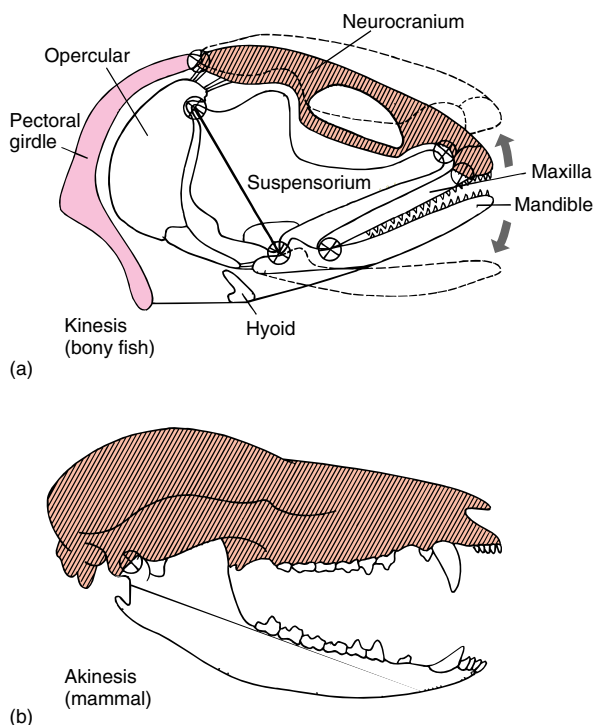 Neurocranium
Opercular
Pectoral
girdle
Suspensorium
Maxilla
Mandible
Hyoid
Kinesis
(bony fish)
(a)
Akinesis
(mammal)
(b)